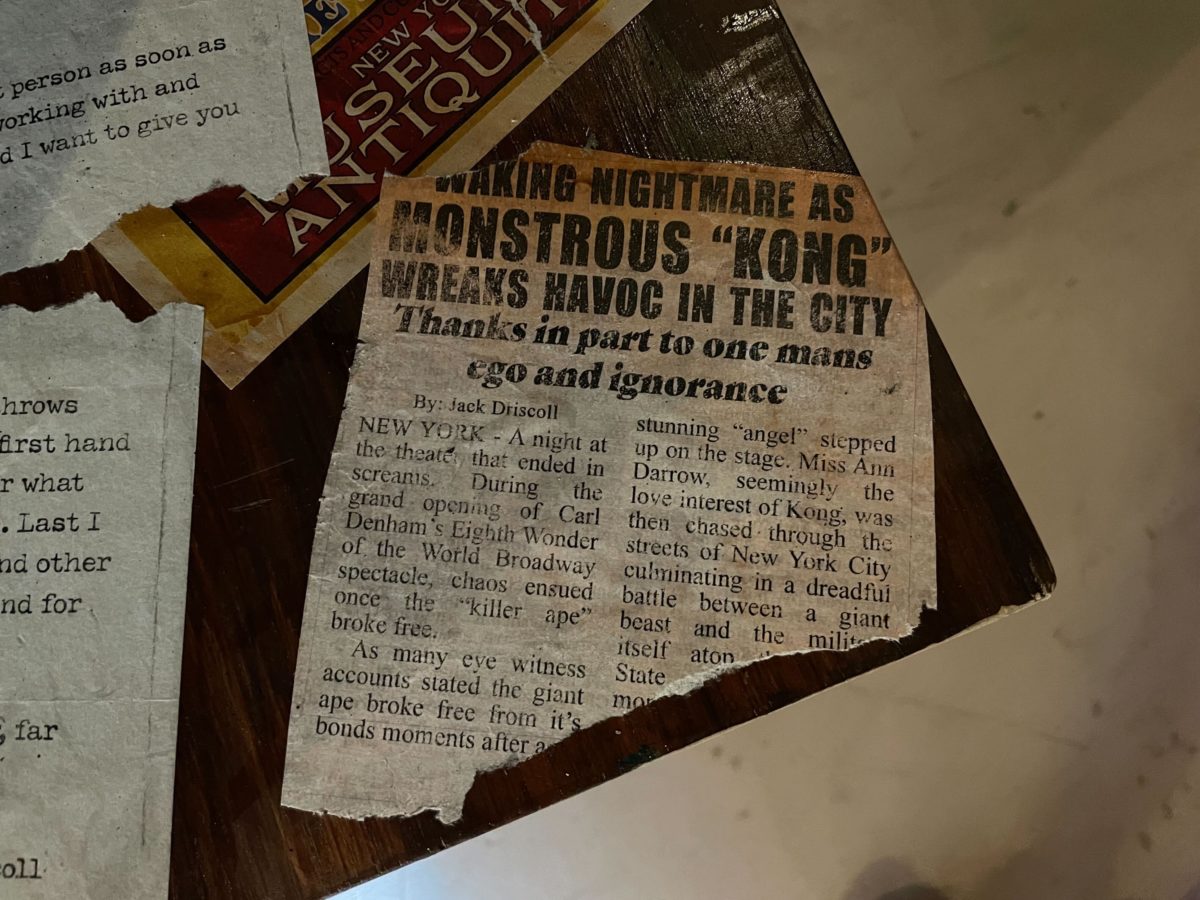 person as soon as
working with and
d I want to give you
NEW YO
MUSEUM
ANTIQUIT
WAKING NIGHTMARE AS
MONSTROUS “KONG”
WREAKS HAVOC IN THE CITY
Thanks in part to one mans
ego and ignorance
By: Jack Driscoll
NEW YORK - A night at
the theater, that ended in
screams. During the
grand opening of Carl
Denham's Eighth Wonder
of the World Broadway
spectacle, chaos ensued
once the “killer ape”
broke free.
As many eye witness
accounts stated the giant
ape broke free from it's
bonds moments after a
stunning “angel” stepped
up on the stage. Miss Ann
Darrow, seemingly the
love interest of Kong, was
then chased through the
streets of New York City
culminating in a dreadful
battle between a giant
beast and the milit
itself atop
State
mor
hrows
first hand
r what
. Last I
nd other
nd for
far
oll